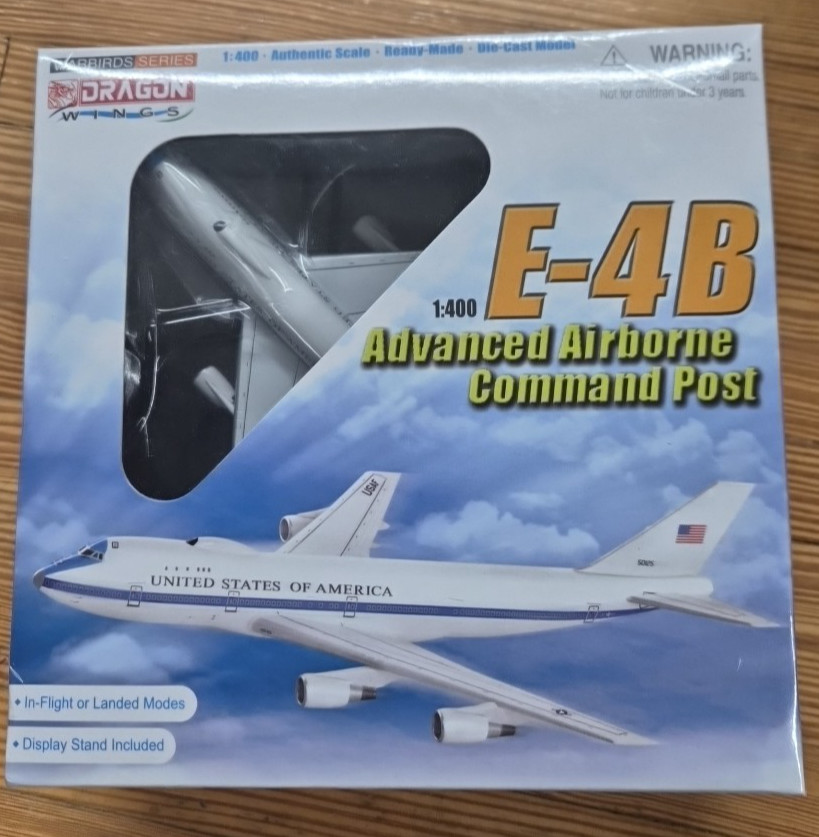 WARBIRDS SERIES
1:400 · Authentic Scale · Ready-Made · Die-Cast Model
DRAGON
WINGS
WARNING:
small parts.
Not for children under 3 years.
1:400
E-4B
Advanced Airborne
Command Post
USAF
50125
UNITED STATES OF AMERICA
• In-Flight or Landed Modes
• Display Stand Included